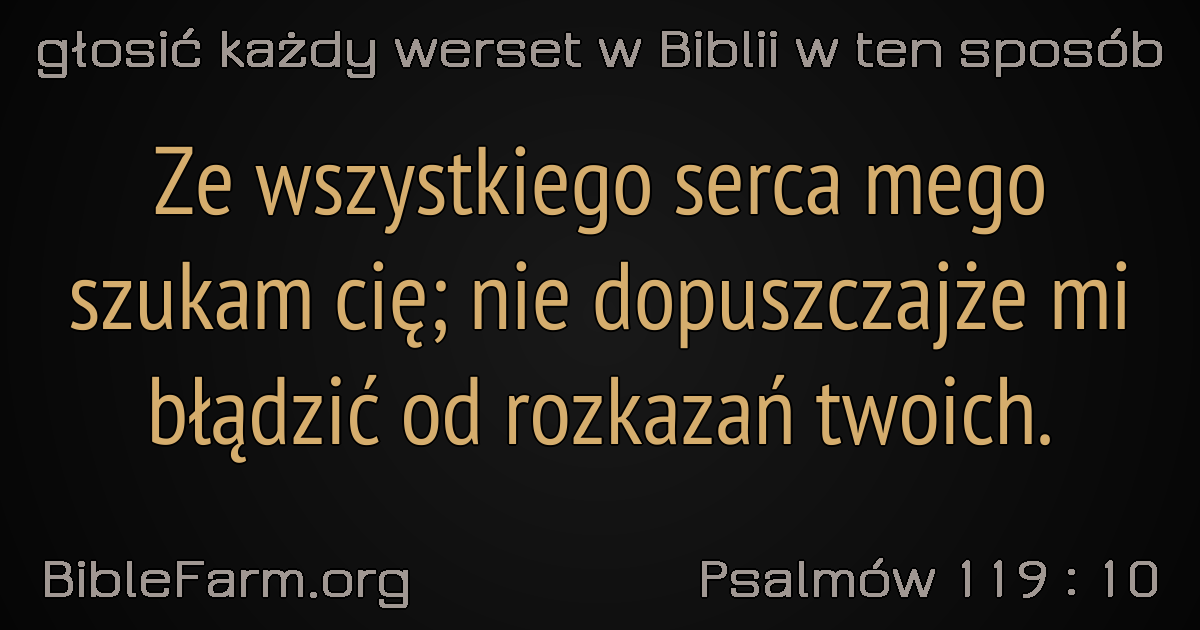 głosić każdy werset w Biblii w ten sposób
Ze wszystkiego serca mego
szukam cię; nie dopuszczajże mi
błądzić od rozkazań twoich.
BibleFarm.org
Psalmów 119 : 10